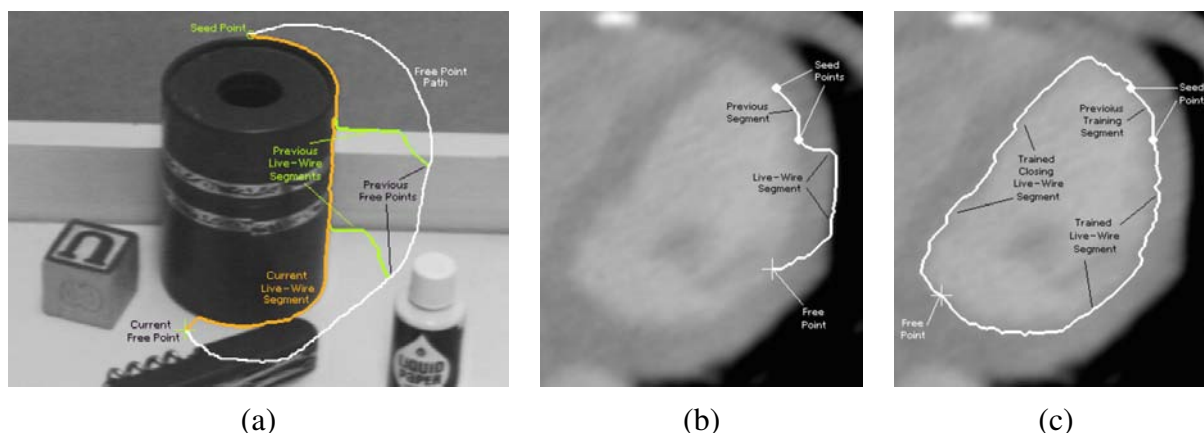 Seed Point
Free Point
Path
Previous
Live-Wire
Segments
Previous
Free Points
Current
Live-Wire
Segment
Current
Free Point
LIQUID
PAPER
(a)
Seed
Points
Previous
Segment
Live-Wire
Segment
Free
Point
(b)
Seed
Point
Previoius
Training
Segment
Trained
Closing
Live-Wire
Segment
Trained
Live-Wire
Segment
Free
Point
(c)